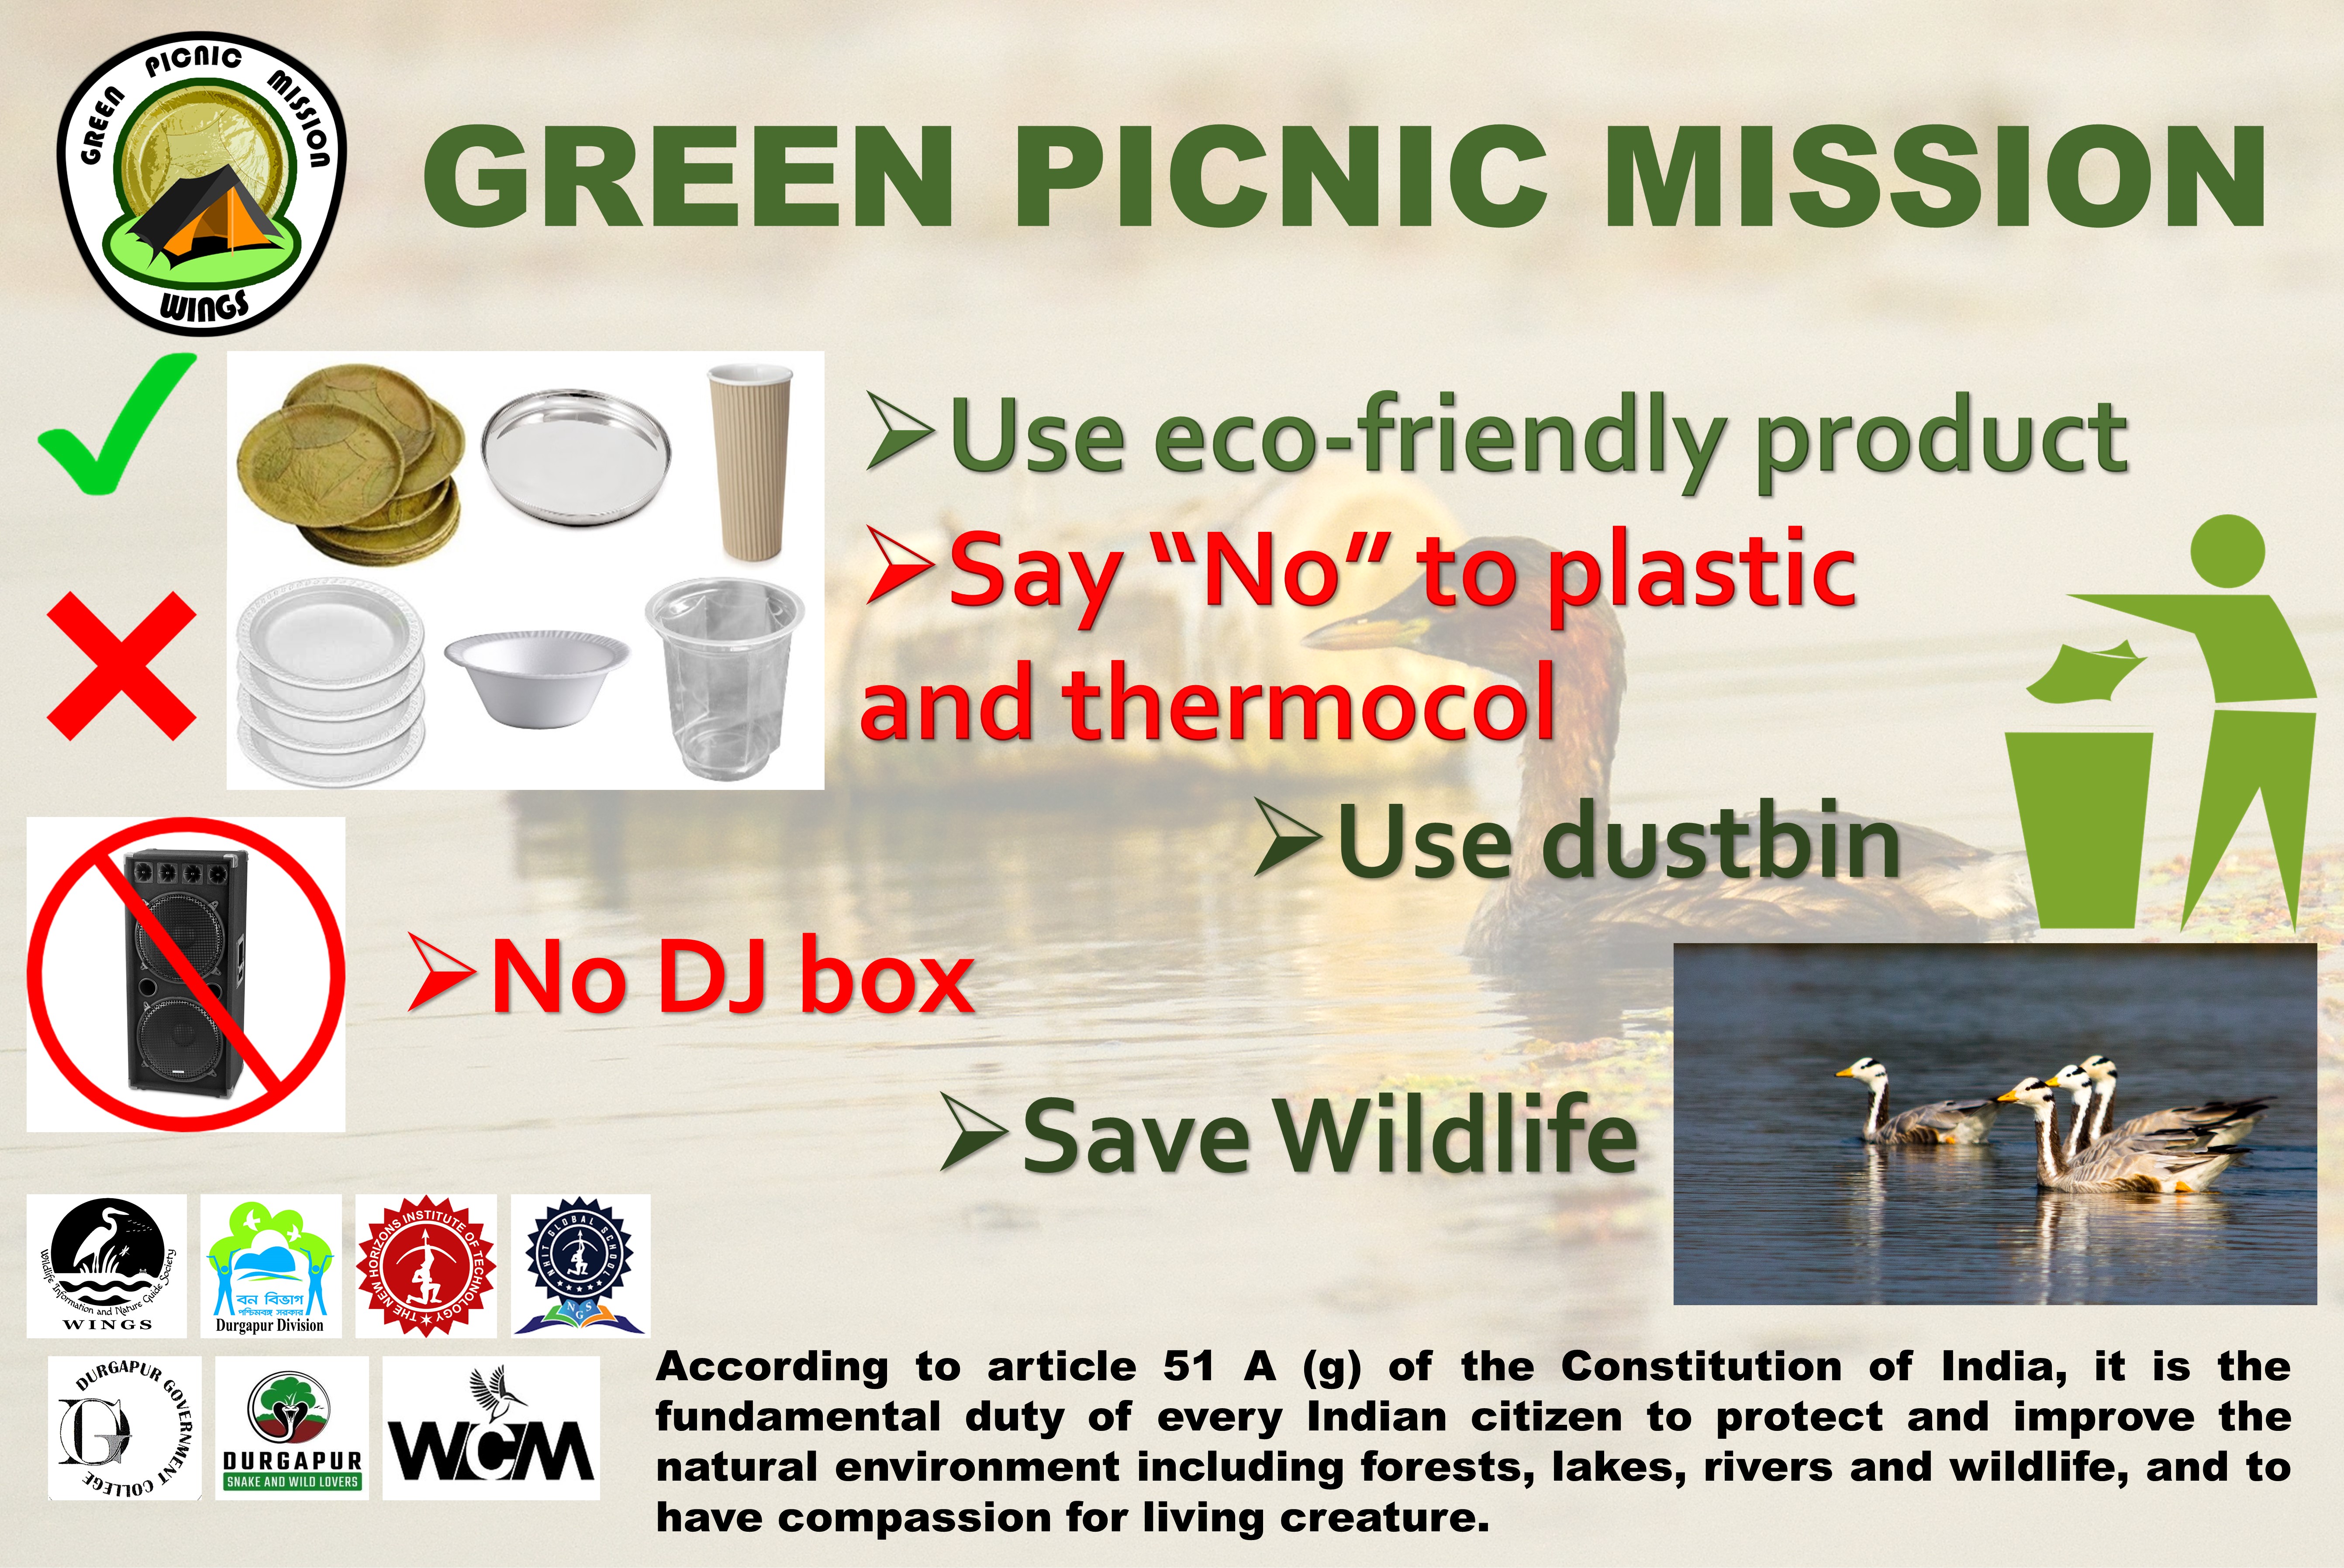 GREEN PICNIC MISSION
WINGS
GREEN PICNIC MISSION
➢Use eco-friendly product
➢Say “No” to plastic
and thermocol
➢Use dustbin
➢No DJ box
➢Save Wildlife
Wildlife Information and Nature Guide Society
WINGS
বন বিভাগ
পশ্চিমবঙ্গ সরকার
Durgapur Division
THE NEW HORIZONS INSTITUTE OF TECHNOLOGY
NHIT GLOBAL SCHOOL
NGS
DURGAPUR GOVERNMENT COLLEGE
DGC
DURGAPUR
SNAKE AND WILD LOVERS
WCM
According to article 51 A (g) of the Constitution of India, it is the
fundamental duty of every Indian citizen to protect and improve the
natural environment including forests, lakes, rivers and wildlife, and to
have compassion for living creature.